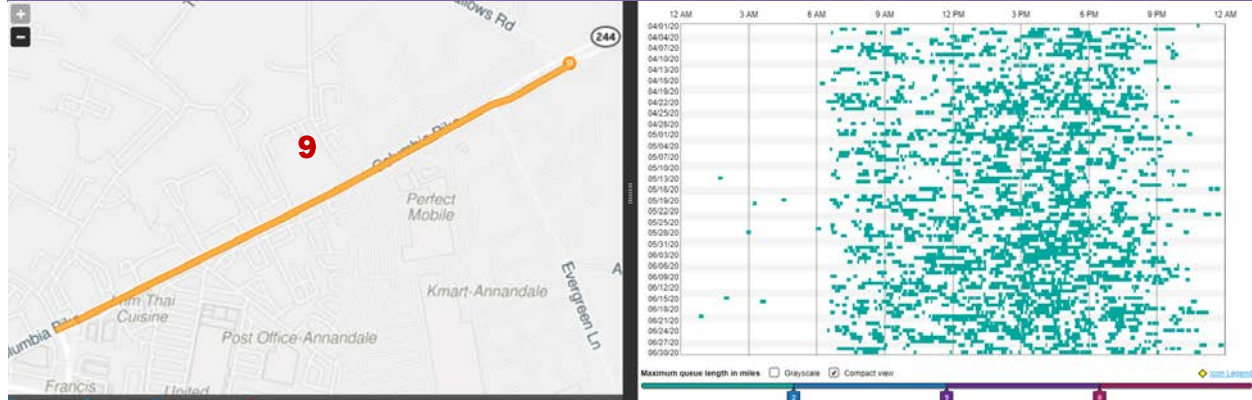 llows Rd
244
9
Columbia Pike
Perfect
Mobile
Evergreen Ln
A
Kmart-Annandale
Thai
Cuisine
Post Office-Annandale
lumbia Pike
Francis
United
12 AM 3 AM 6 AM 9 AM 12 PM 3 PM 6 PM 9 PM 12 AM
04/01/20
04/04/20
04/07/20
04/10/20
04/13/20
04/16/20
04/19/20
04/22/20
04/25/20
04/28/20
05/01/20
05/04/20
05/07/20
05/10/20
05/13/20
05/16/20
05/19/20
05/22/20
05/25/20
05/28/20
05/31/20
06/03/20
06/06/20
06/09/20
06/12/20
06/15/20
06/18/20
06/21/20
06/24/20
06/27/20
06/30/20
Maximum queue length in miles Grayscale Compact view Icon Legend
2 5 8